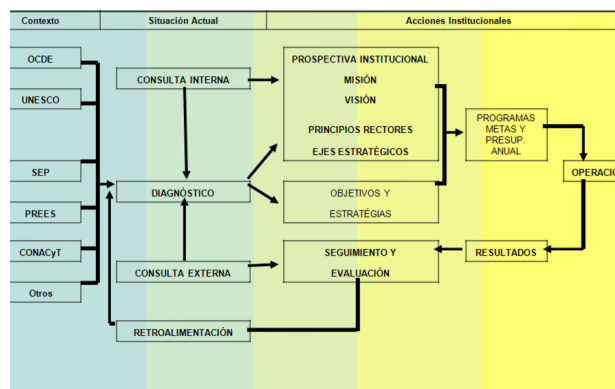 Contexto
Situación Actual
Acciones Institucionales
OCDE
UNESCO
SEP
PREES
CONACyT
Otros
CONSULTA INTERNA
DIAGNÓSTICO
CONSULTA EXTERNA
RETROALIMENTACIÓN
PROSPECTIVA INSTITUCIONAL
MISIÓN
VISIÓN
PRINCIPIOS RECTORES
EJES ESTRATÉGICOS
OBJETIVOS Y
ESTRATÉGIAS
SEGUIMIENTO Y
EVALUACIÓN
PROGRAMAS
METAS Y
PRESUP.
ANUAL
RESULTADOS
OPERACIO